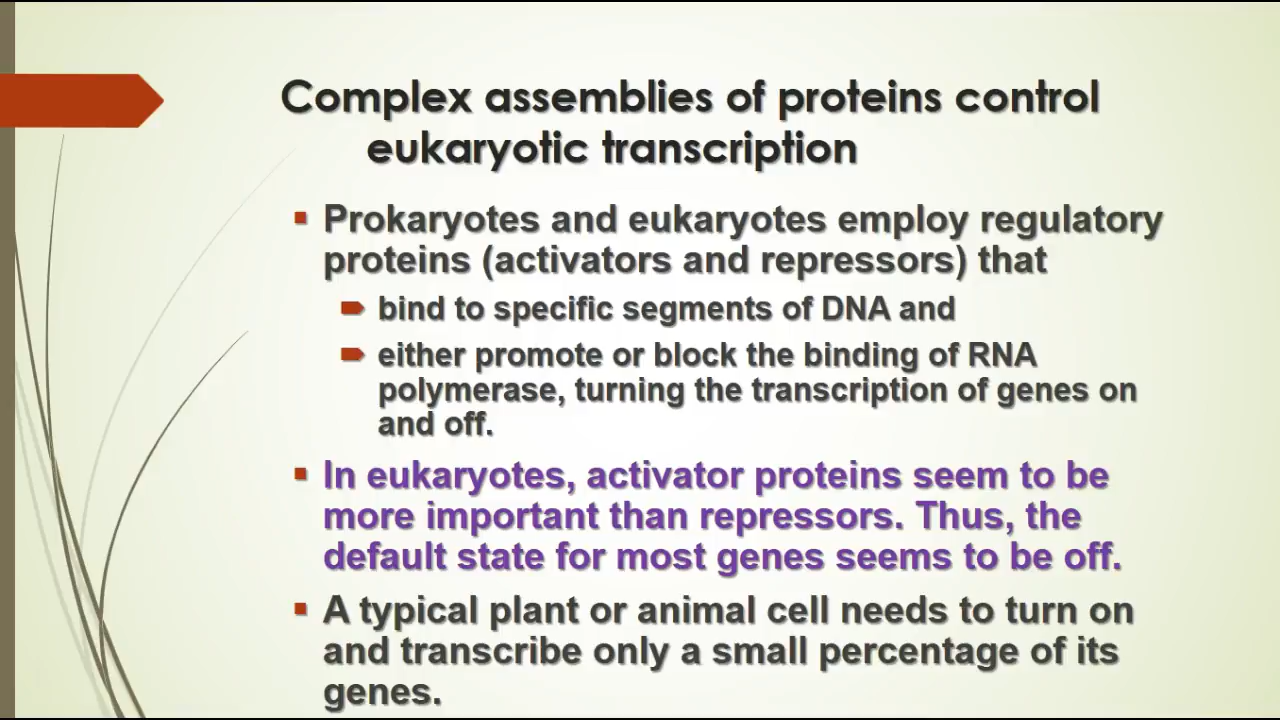 Complex assemblies of proteins control
eukaryotic transcription
Prokaryotes and eukaryotes employ regulatory
proteins (activators and repressors) that
bind to specific segments of DNA and
either promote or block the binding of RNA
polymerase, turning the transcription of genes on
and off.
In eukaryotes, activator proteins seem to be
more important than repressors. Thus, the
default state for most genes seems to be off.
A typical plant or animal cell needs to turn on
and transcribe only a small percentage of its
genes.